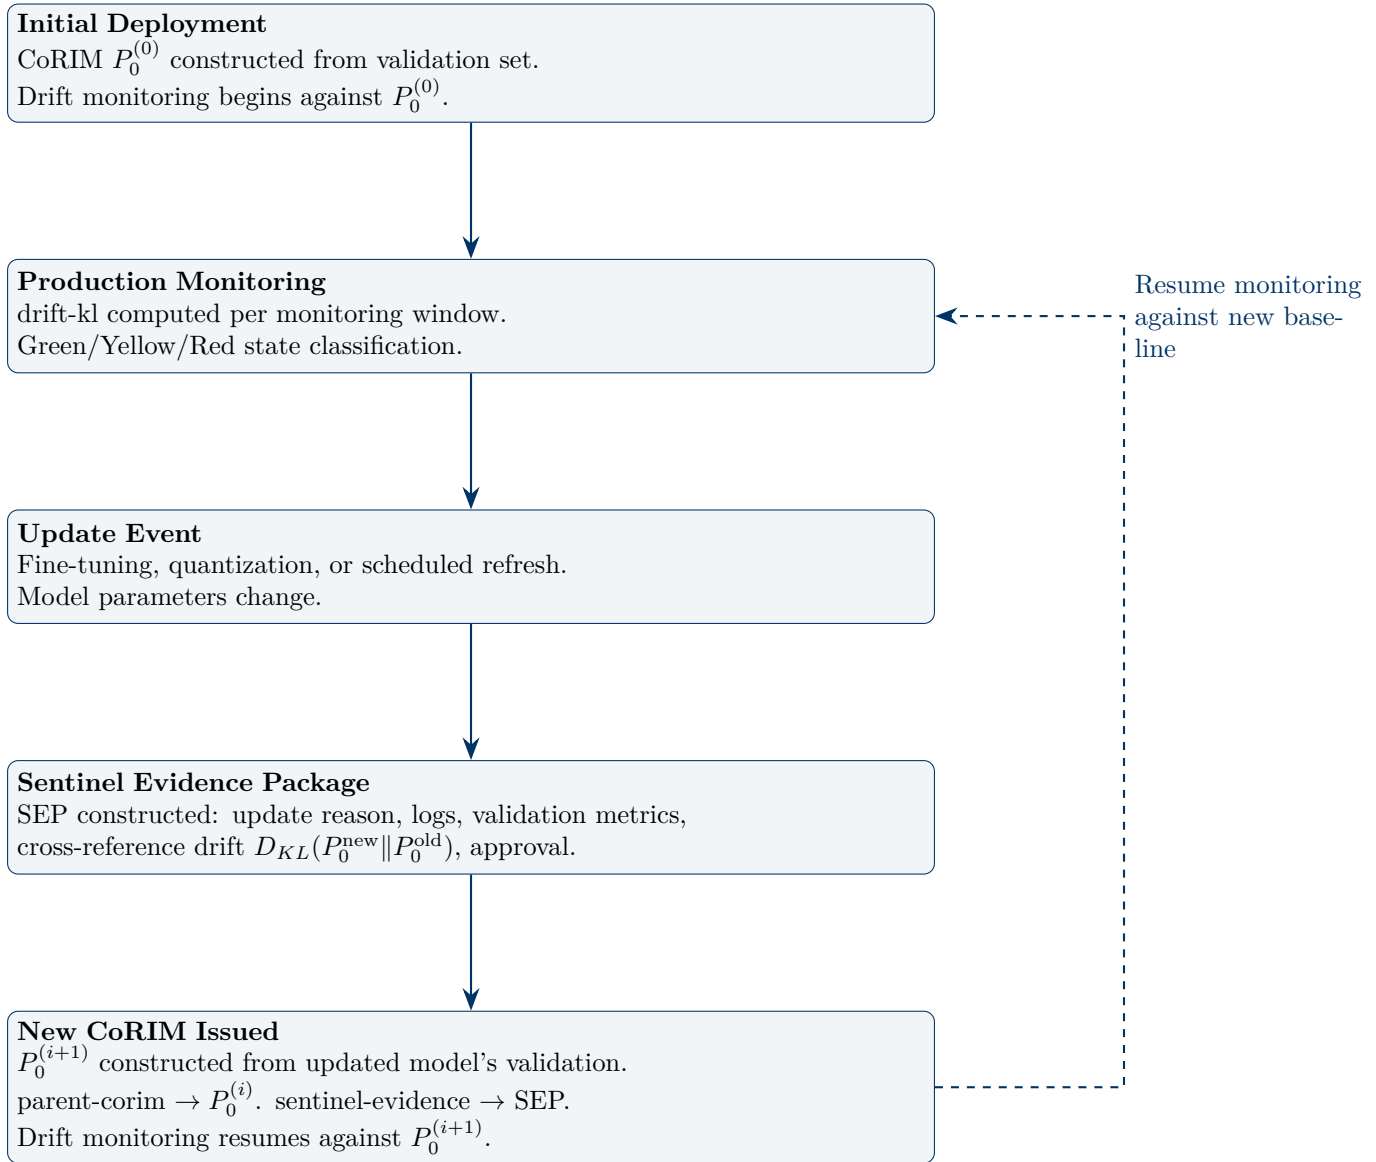 Initial Deployment
CoRIM $P_0^{(0)}$ constructed from validation set.
Drift monitoring begins against $P_0^{(0)}$.
Production Monitoring
drift-kl computed per monitoring window.
Green/Yellow/Red state classification.
Resume monitoring
against new base-
line
Update Event
Fine-tuning, quantization, or scheduled refresh.
Model parameters change.
Sentinel Evidence Package
SEP constructed: update reason, logs, validation metrics,
cross-reference drift $D_{KL}(P_0^{\text{new}} \| P_0^{\text{old}})$, approval.
New CoRIM Issued
$P_0^{(i+1)}$ constructed from updated model's validation.
parent-corim → $P_0^{(i)}$. sentinel-evidence → SEP.
Drift monitoring resumes against $P_0^{(i+1)}$.